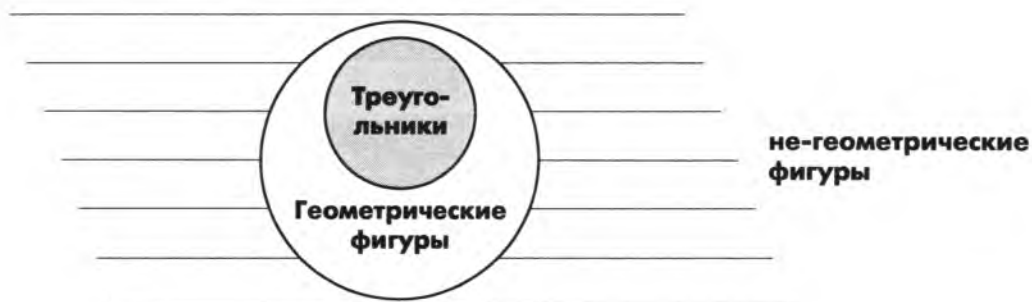 Треуго-
льники
Геометрические
фигуры
не-геометрические
фигуры